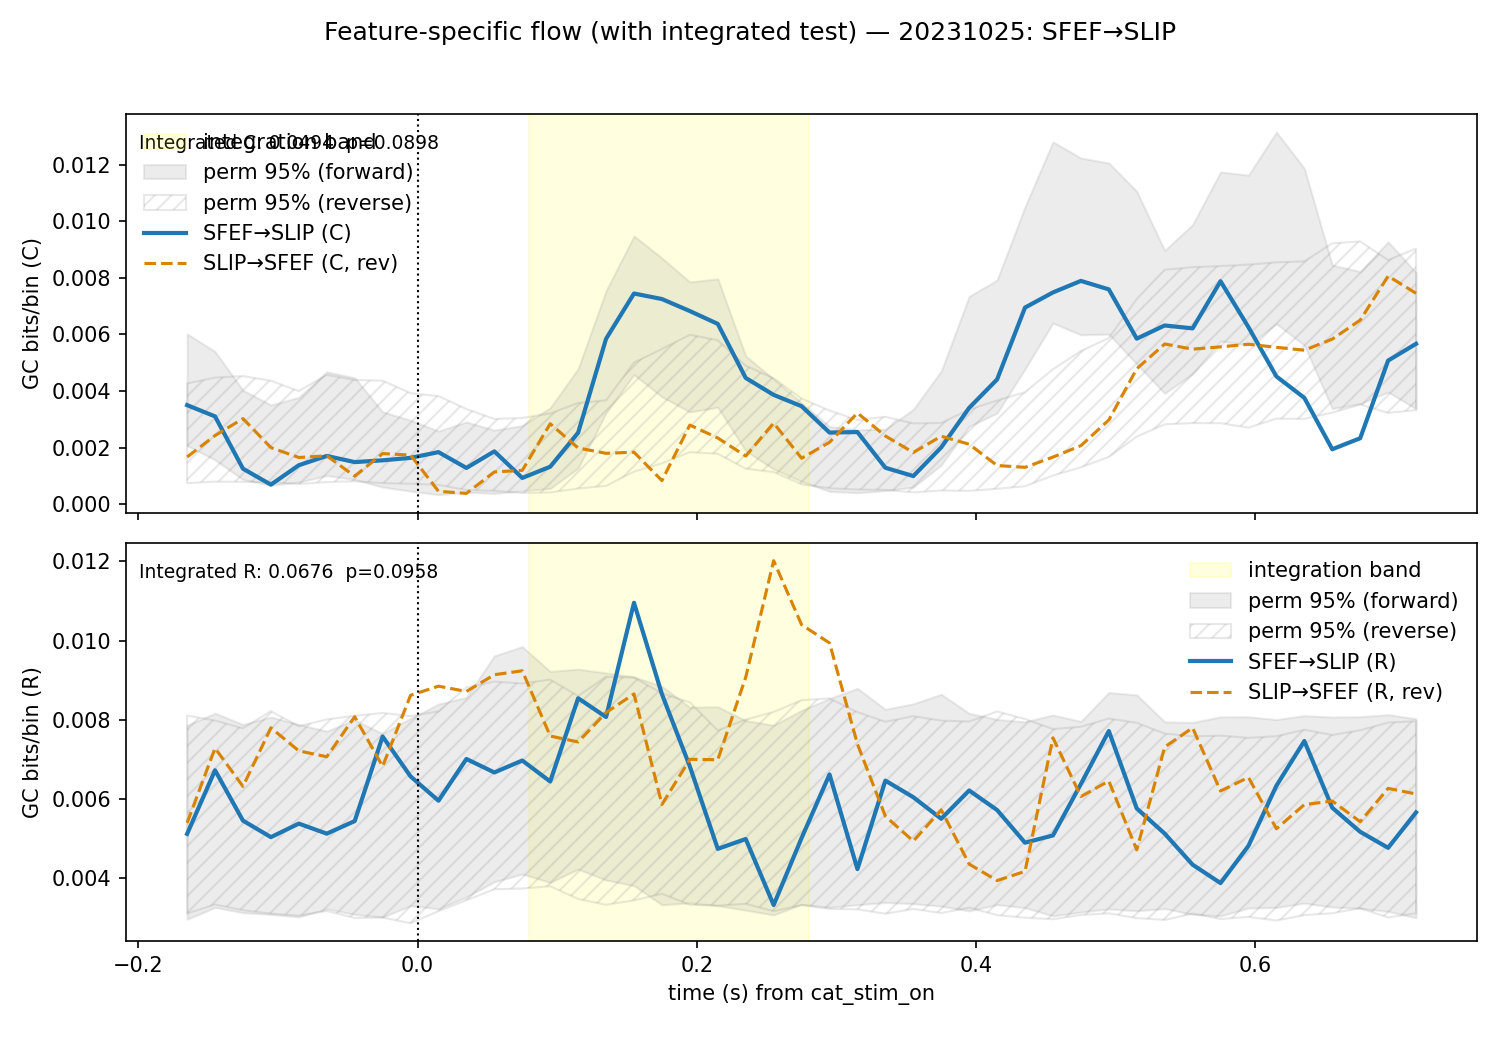 Feature-specific flow (with integrated test) — 20231025: SFEF→SLIP
Integrated C: 0.0494  p=0.0898
integration band
perm 95% (forward)
perm 95% (reverse)
SFEF→SLIP (C)
SLIP→SFEF (C, rev)
GC bits/bin (C)
0.012
0.010
0.008
0.006
0.004
0.002
0.000
Integrated R: 0.0676  p=0.0958
integration band
perm 95% (forward)
perm 95% (reverse)
SFEF→SLIP (R)
SLIP→SFEF (R, rev)
GC bits/bin (R)
0.012
0.010
0.008
0.006
0.004
−0.2
0.0
0.2
0.4
0.6
time (s) from cat_stim_on